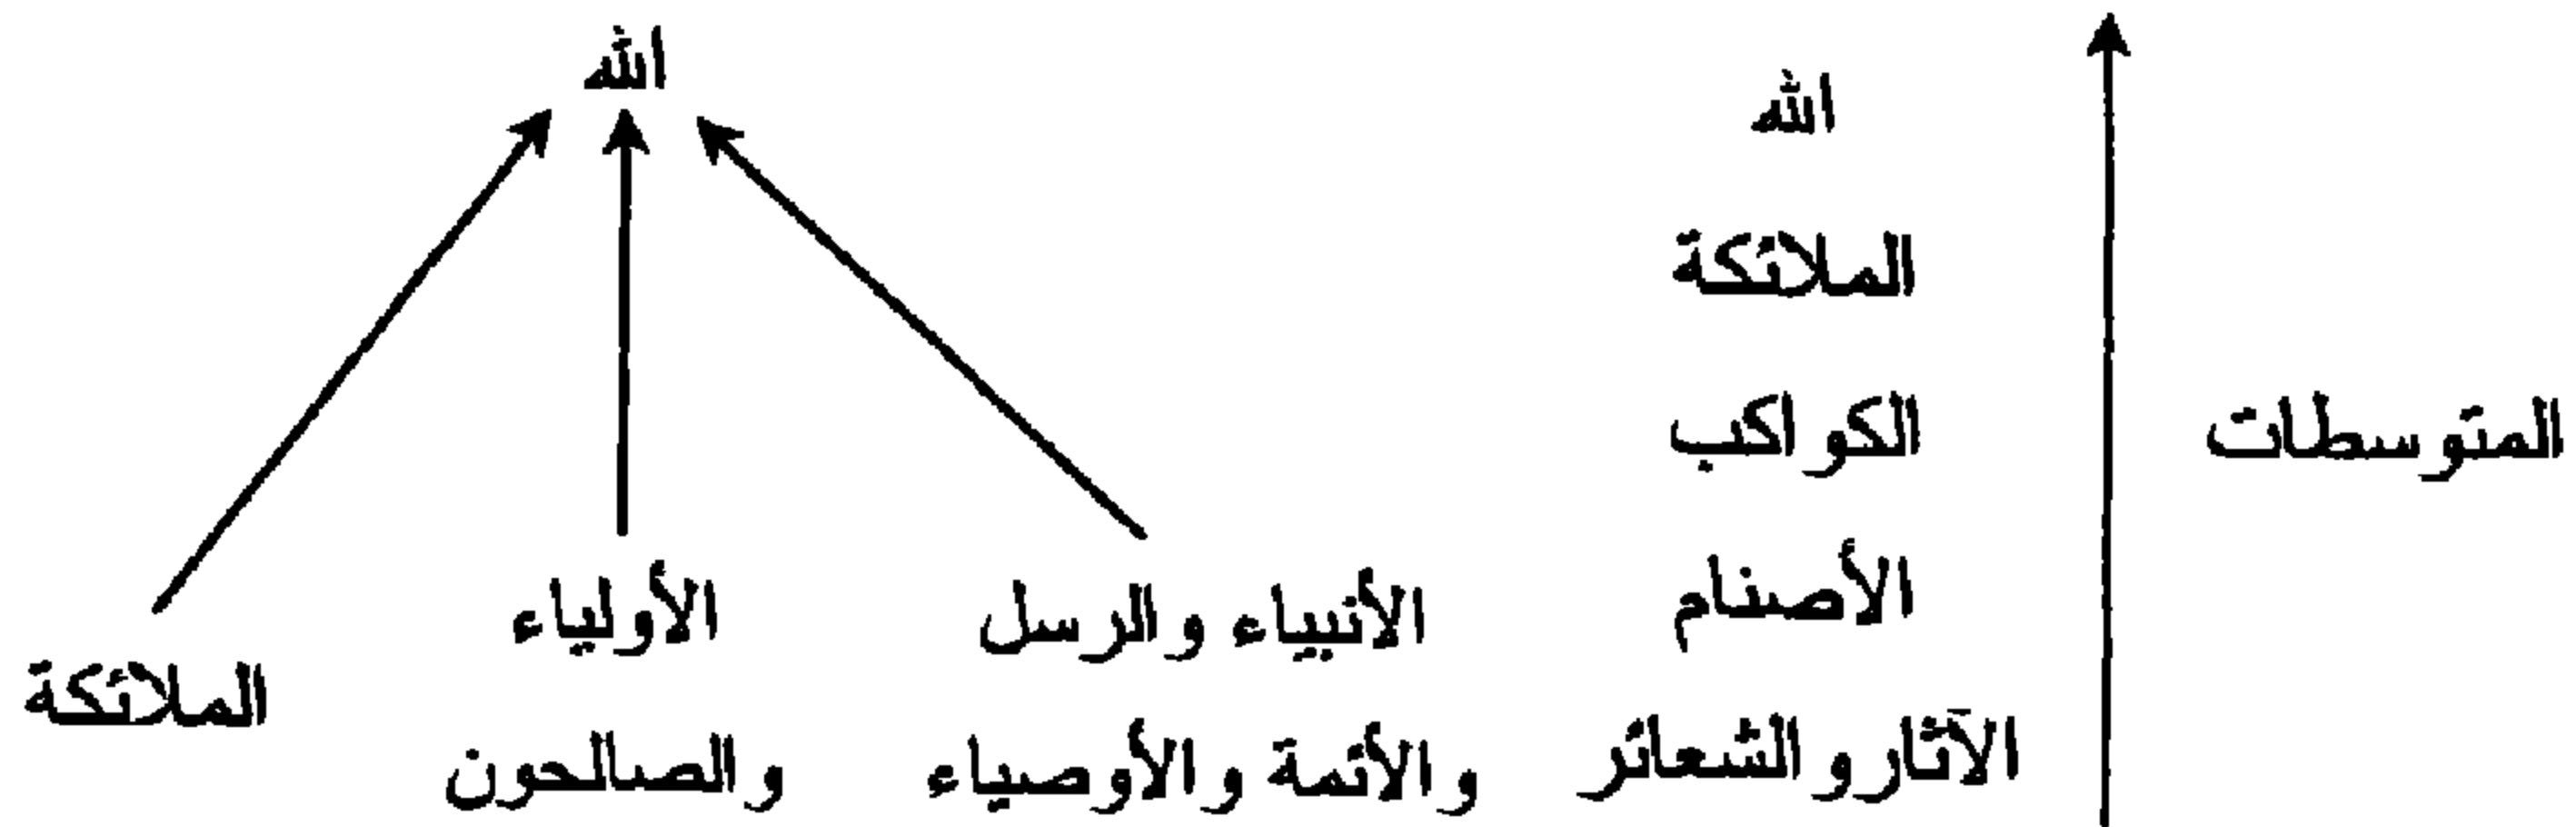 المتوسطات
الله
الملائكة
الكواكب
الأصنام
الآثار والشعائر
الله
الأنبياء والرسل
والأئمة والأوصياء
الأولياء
والصالحون
الملائكة